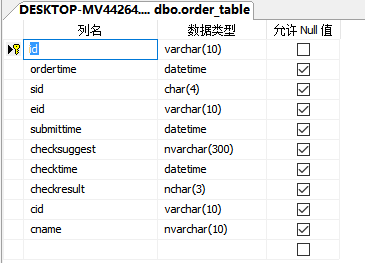 DESKTOP-MV44264.... dbo.order_table
列名 数据类型 允许 Null 值
id varchar(10)
ordertime datetime
sid char(4)
eid varchar(10)
submittime datetime
checksuggest nvarchar(300)
checktime datetime
checkresult nchar(3)
cid varchar(10)
cname nvarchar(10)